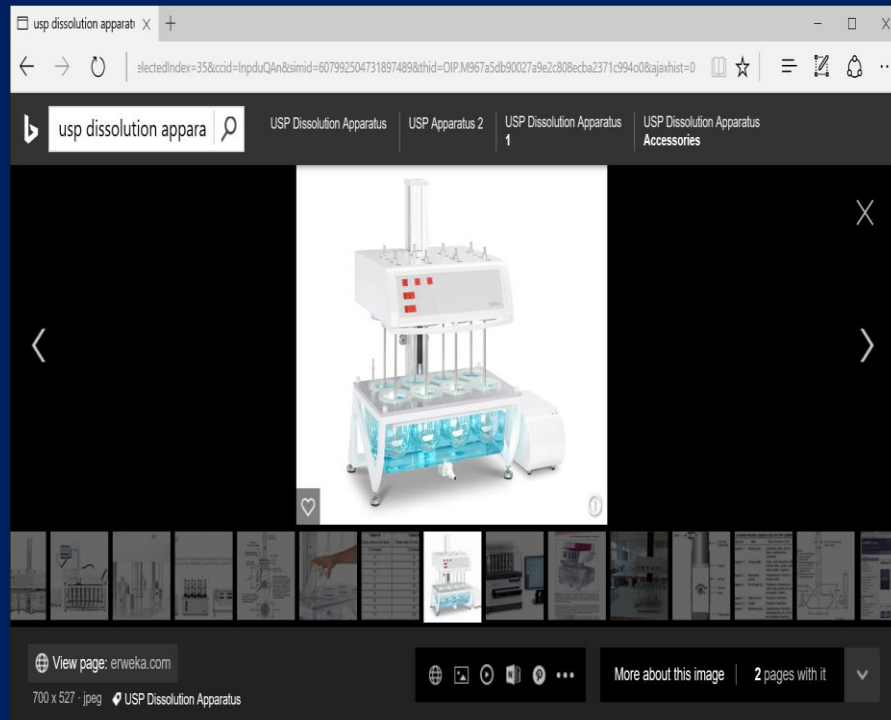 usp dissolution apparat
electedIndex=35&ccid=InpduQAn&simid=607992504731897489&thid=OIP.M967a5db90027a9e2c808ecba2371c994o0&ajaxhist=0
usp dissolution appara
USP Dissolution Apparatus
USP Apparatus 2
USP Dissolution Apparatus
1
USP Dissolution Apparatus
Accessories
View page: erweka.com
700 x 527 · jpeg
USP Dissolution Apparatus
More about this image
2 pages with it